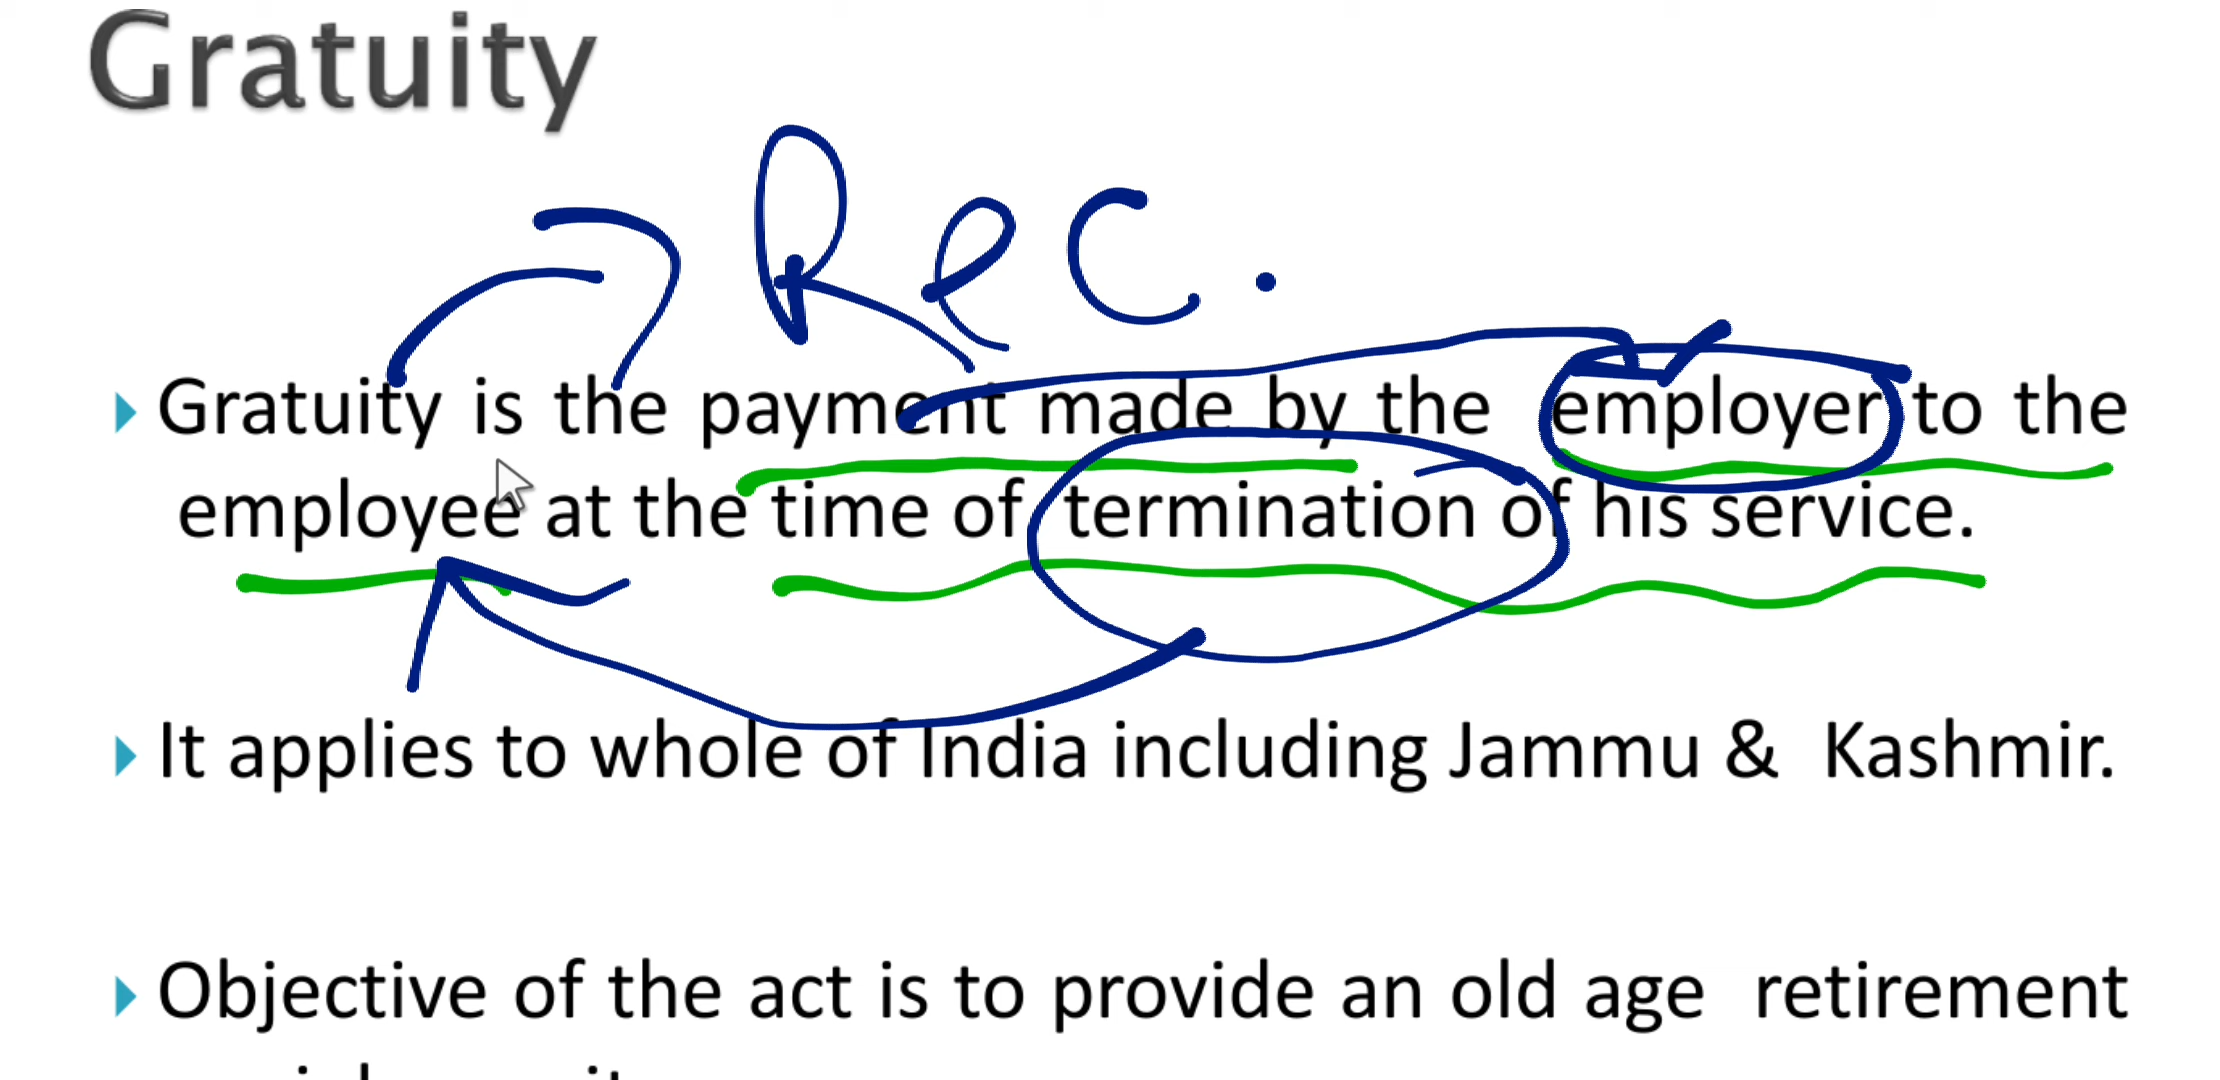 Gratuity
Rec.
Gratuity is the payment made by the employer to the
employee at the time of termination of his service.
It applies to whole of India including Jammu & Kashmir.
Objective of the act is to provide an old age retirement